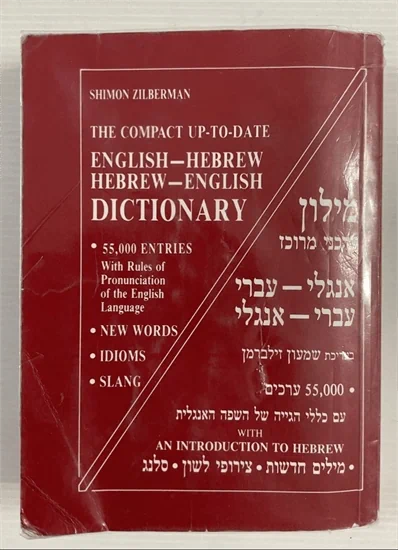 SHIMON ZILBERMAN
THE COMPACT UP-TO-DATE
ENGLISH–HEBREW
HEBREW–ENGLISH
DICTIONARY
• 55,000 ENTRIES
With Rules of
Pronunciation
of the English
Language
• NEW WORDS
• IDIOMS
• SLANG
מילון
עדכני מרוכז
אנגלי – עברי
עברי – אנגלי
בעריכת שמעון זילברמן
• 55,000 ערכים
עם כללי הגייה של השפה האנגלית
WITH
AN INTRODUCTION TO HEBREW
• מילים חדשות • צירופי לשון • סלנג